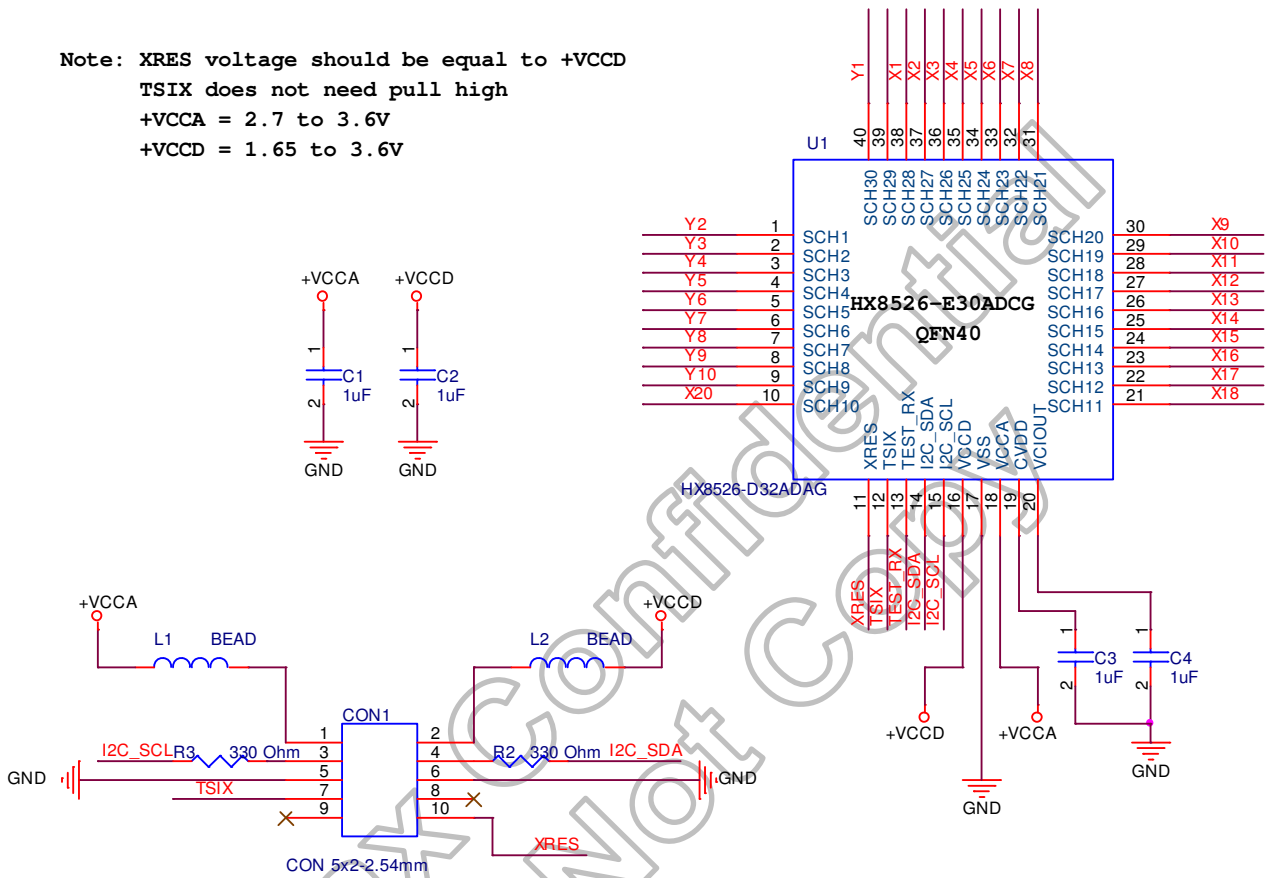 Note: XRES voltage should be equal to +VCCD
TSIX does not need pull high
+VCCA = 2.7 to 3.6V
+VCCD = 1.65 to 3.6V
Y1
X1
X2
X3
X4
X5
X6
X7
X8
40
39
38
37
36
35
34
33
32
31
U1
SCH30
SCH29
SCH28
SCH27
SCH26
SCH25
SCH24
SCH23
SCH22
SCH21
Y2 1 SCH1
Y3 2 SCH2
Y4 3 SCH3
Y5 4 SCH4
Y6 5 SCH5
Y7 6 SCH6
Y8 7 SCH7
Y9 8 SCH8
Y10 9 SCH9
X20 10 SCH10
SCH20 30 X9
SCH19 29 X10
SCH18 28 X11
SCH17 27 X12
SCH16 26 X13
SCH15 25 X14
SCH14 24 X15
SCH13 23 X16
SCH12 22 X17
SCH11 21 X18
HX8526-E30ADCG
QFN40
XRES
TSIX
TEST_RX
I2C_SDA
I2C_SCL
VCCD
VSS
VCCA
CVDD
VCIOUT
HX8526-D32ADAG
11
12
13
14
15
16
17
18
19
20
XRES
TSIX
TEST_RX
I2C_SDA
I2C_SCL
+VCCA
+VCCD
1
1
C1
1uF
C2
1uF
2
2
GND
GND
1
1
C3
1uF
C4
1uF
2
2
+VCCD
+VCCA
GND
GND
+VCCA
+VCCD
L1 BEAD
L2 BEAD
CON1
1 2
I2C_SCL R3 330 Ohm 3 4 R2 330 Ohm I2C_SDA
GND 5 6 GND
TSIX 7 8
9 10
XRES
CON 5x2-2.54mm
Confidential
Not Copy